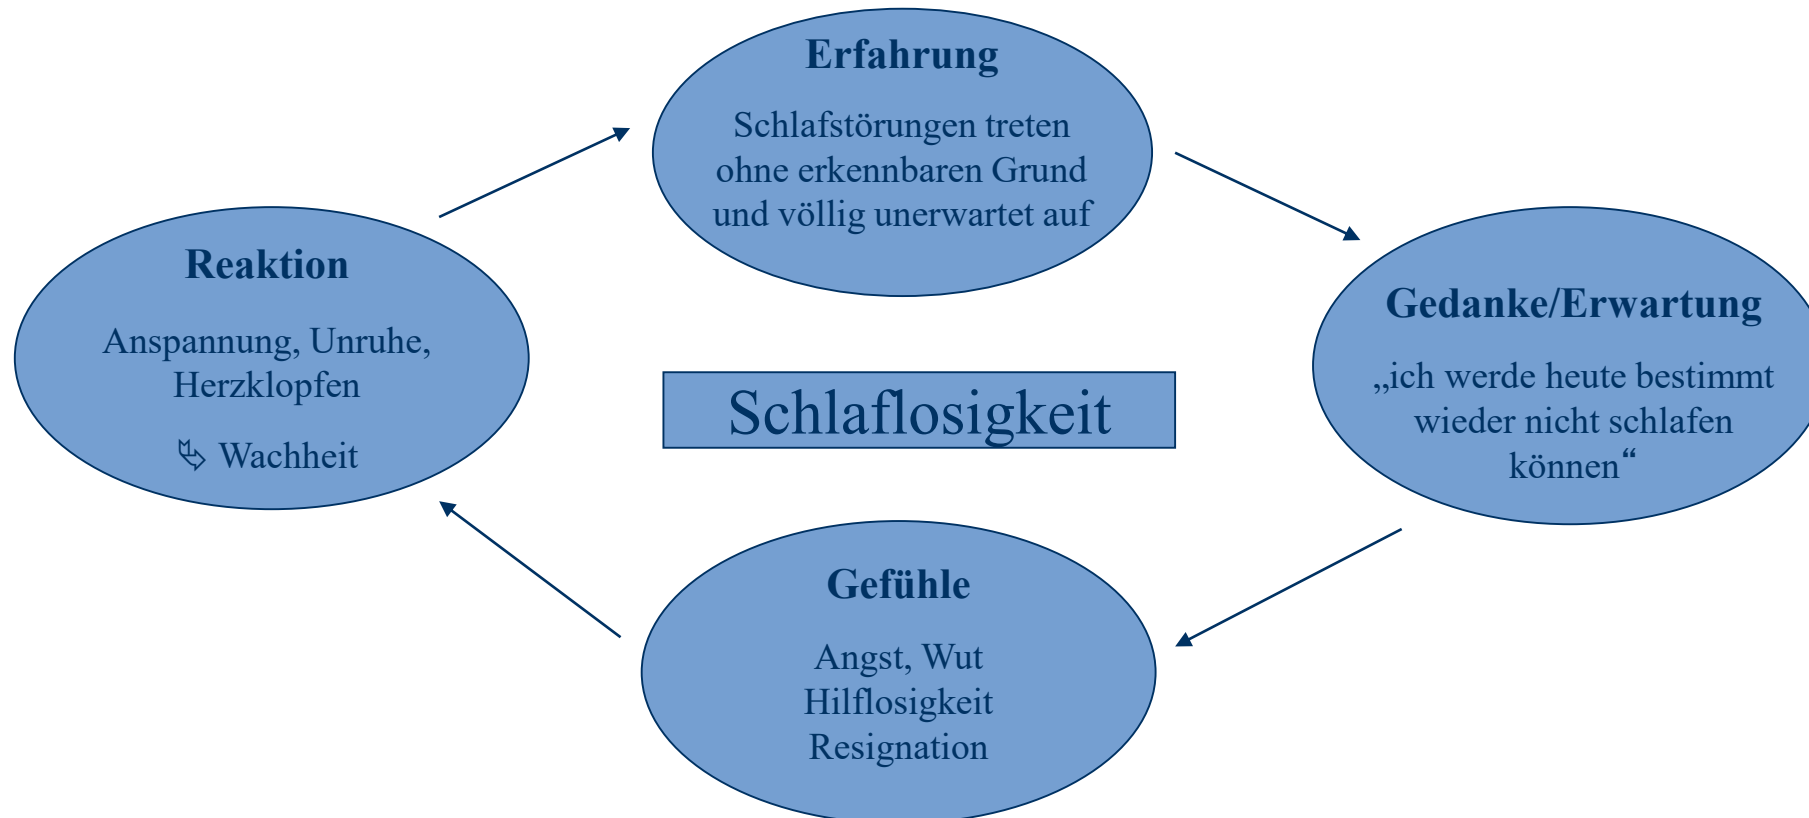 Erfahrung
Schlafstörungen treten
ohne erkennbaren Grund
und völlig unerwartet auf
Reaktion
Anspannung, Unruhe,
Herzklopfen
⮷ Wachheit
Gedanke/Erwartung
„ich werde heute bestimmt
wieder nicht schlafen
können“
Schlaflosigkeit
Gefühle
Angst, Wut
Hilflosigkeit
Resignation